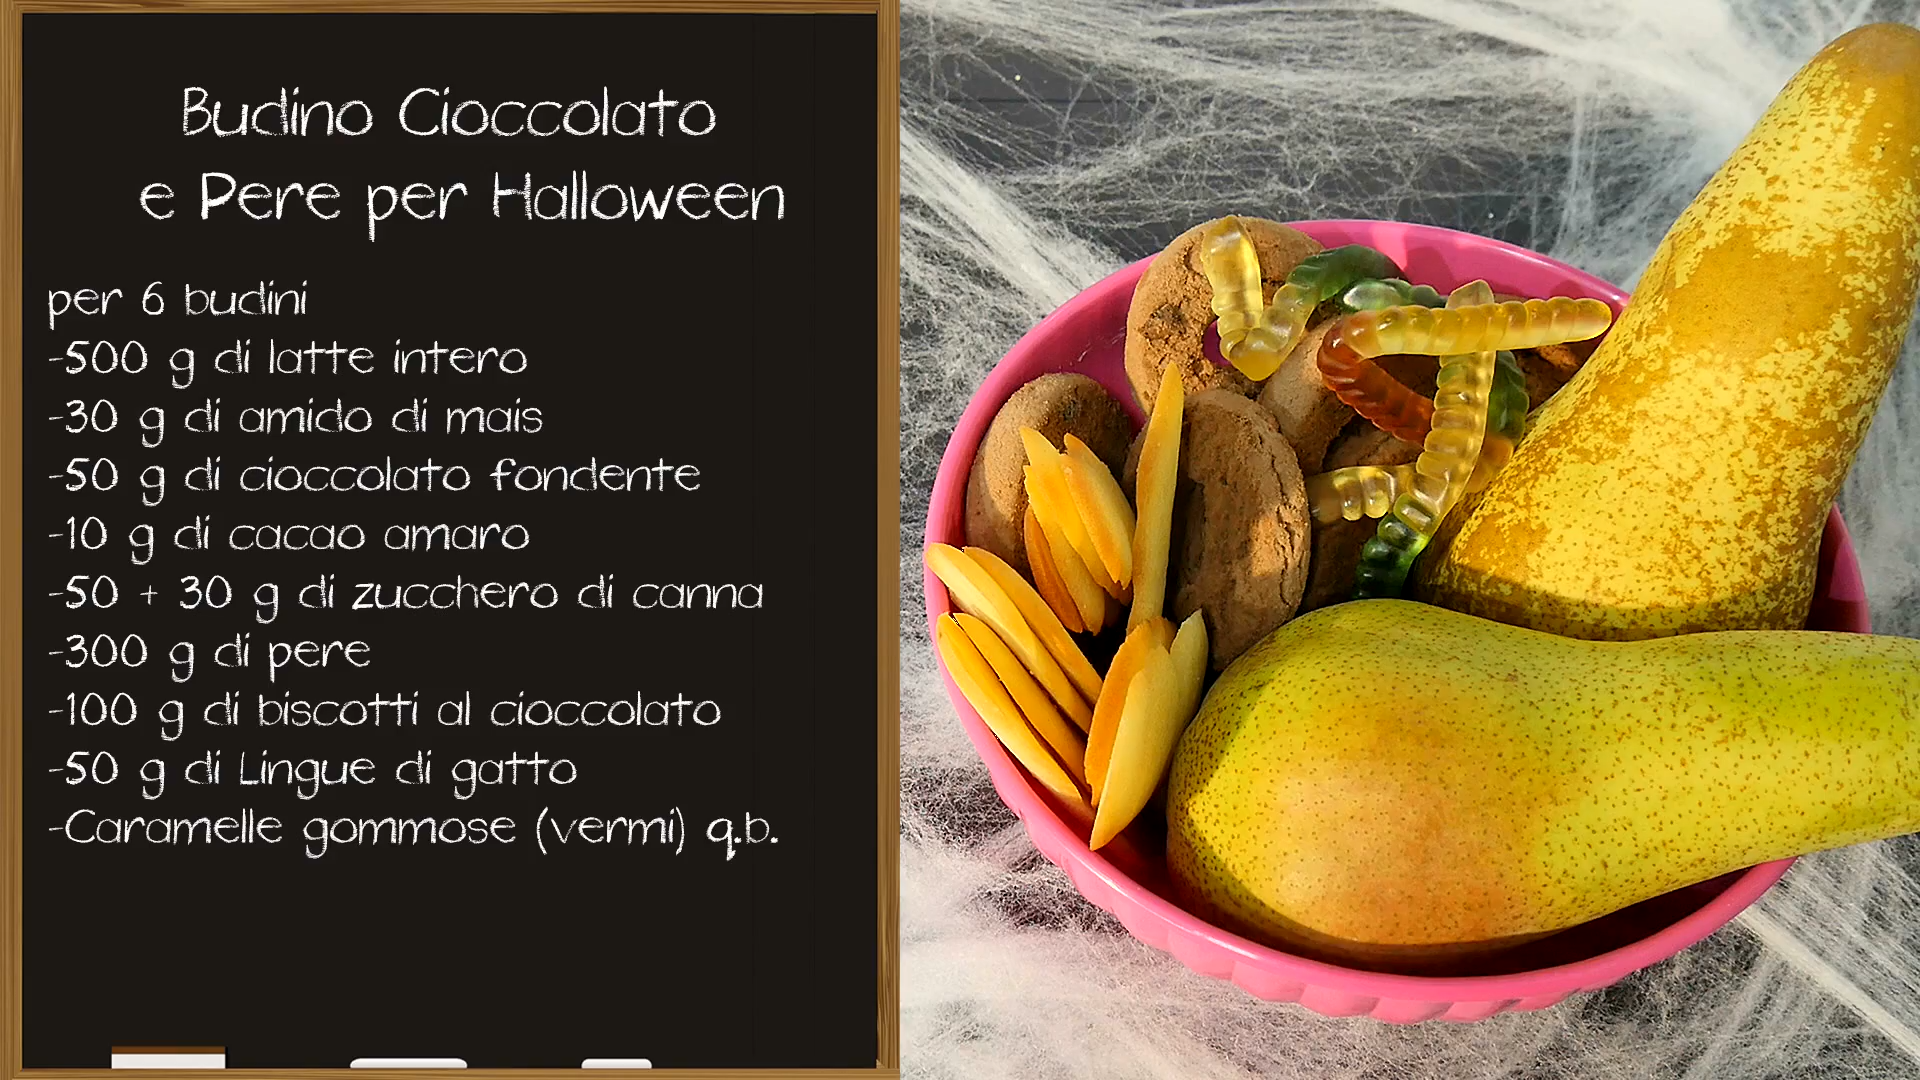 Budino Cioccolato
e Pere per Halloween
per 6 budini
-500 g di latte intero
-30 g di amido di mais
-50 g di cioccolato fondente
-10 g di cacao amaro
-50 + 30 g di zucchero di canna
-300 g di pere
-100 g di biscotti al cioccolato
-50 g di Lingue di gatto
-Caramelle gommose (vermi) q.b.